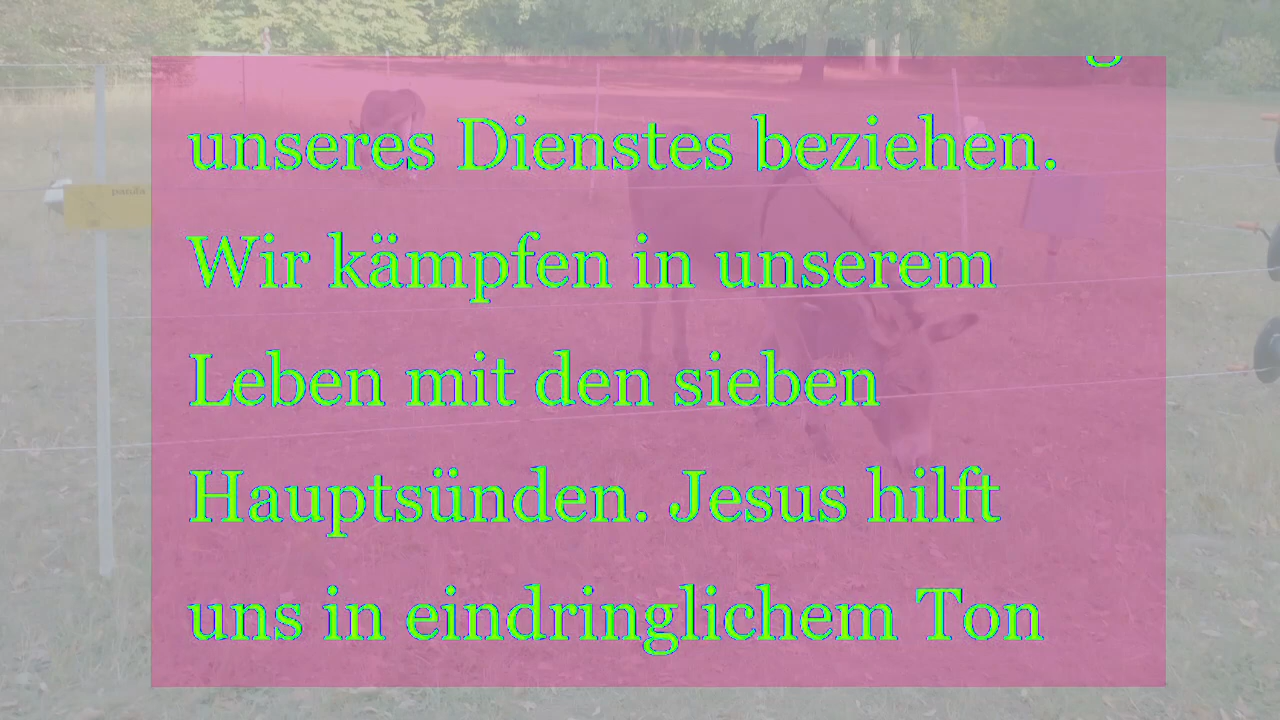 unseres Dienstes beziehen.
Wir kämpfen in unserem
Leben mit den sieben
Hauptsünden. Jesus hilft
uns in eindringlichem Ton